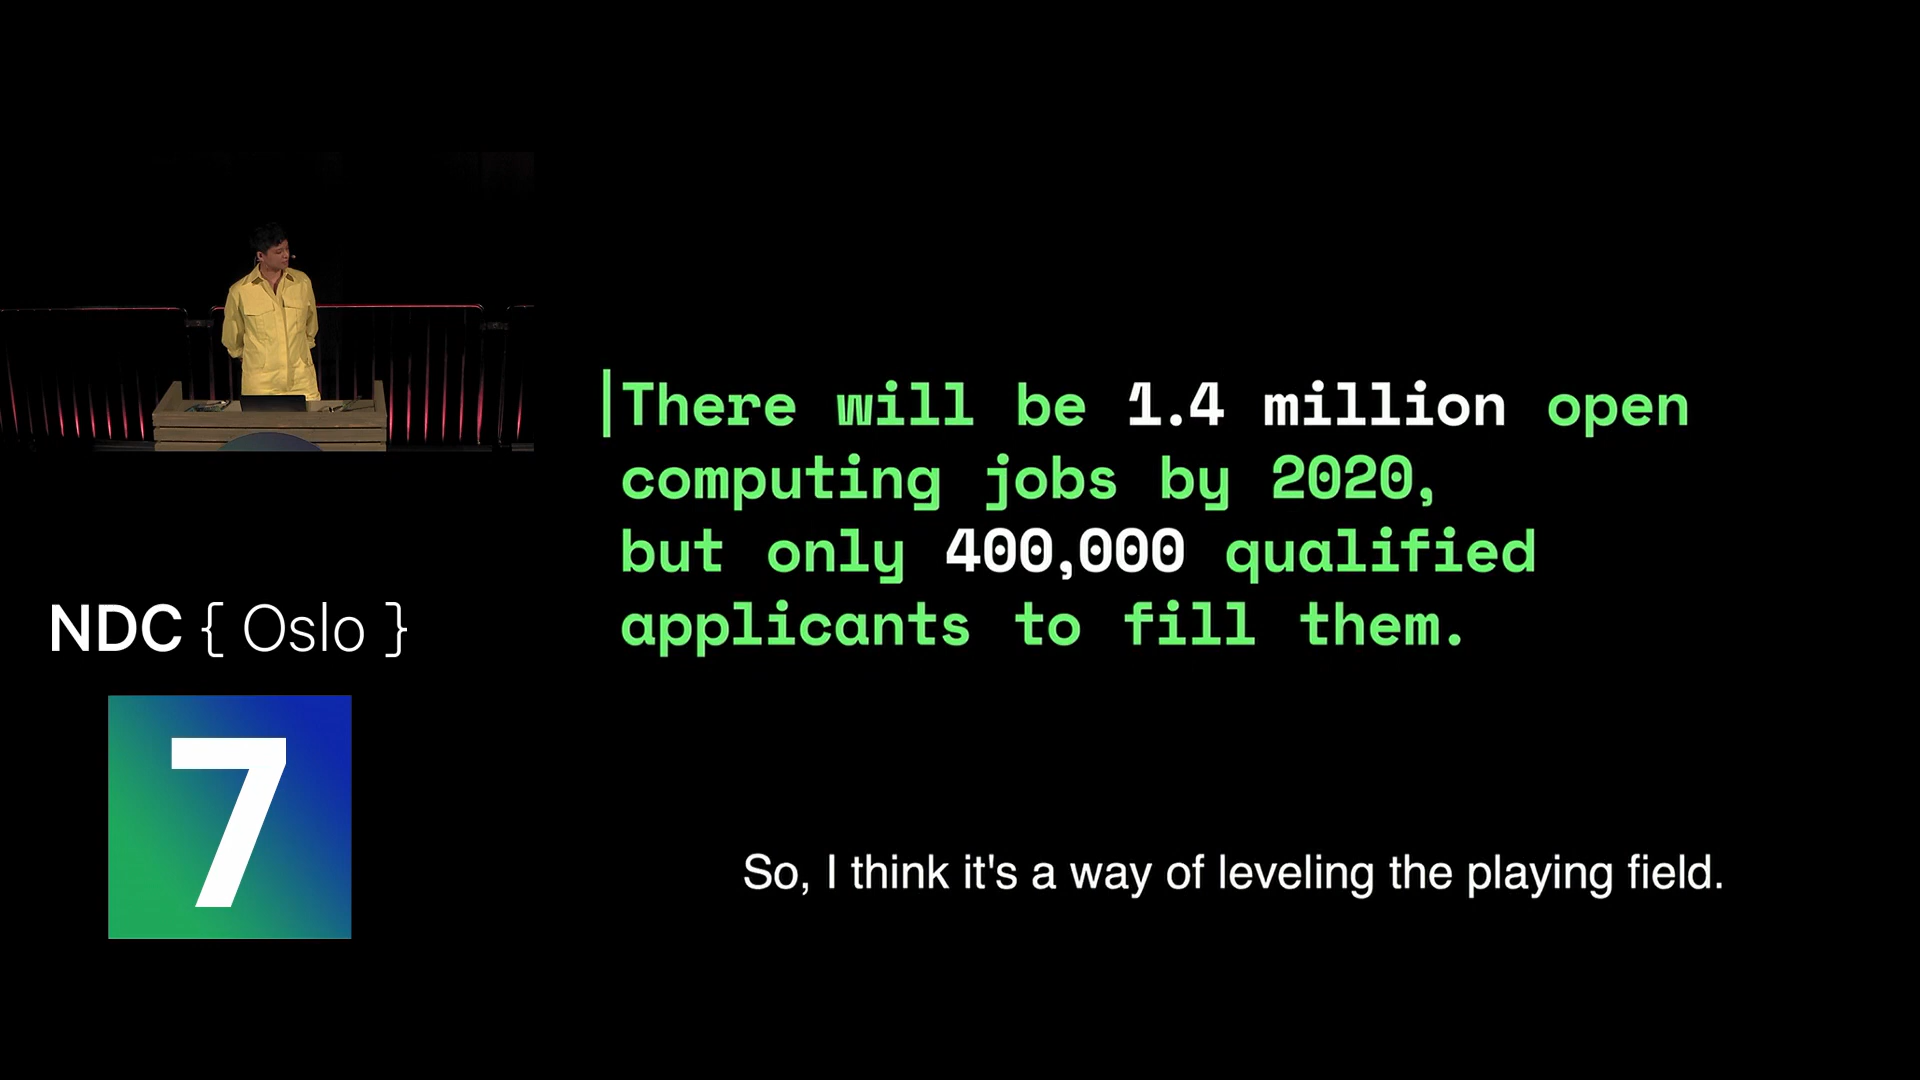 There will be 1.4 million open
computing jobs by 2020,
but only 400,000 qualified
applicants to fill them.
NDC { Oslo }
7
So, I think it's a way of leveling the playing field.